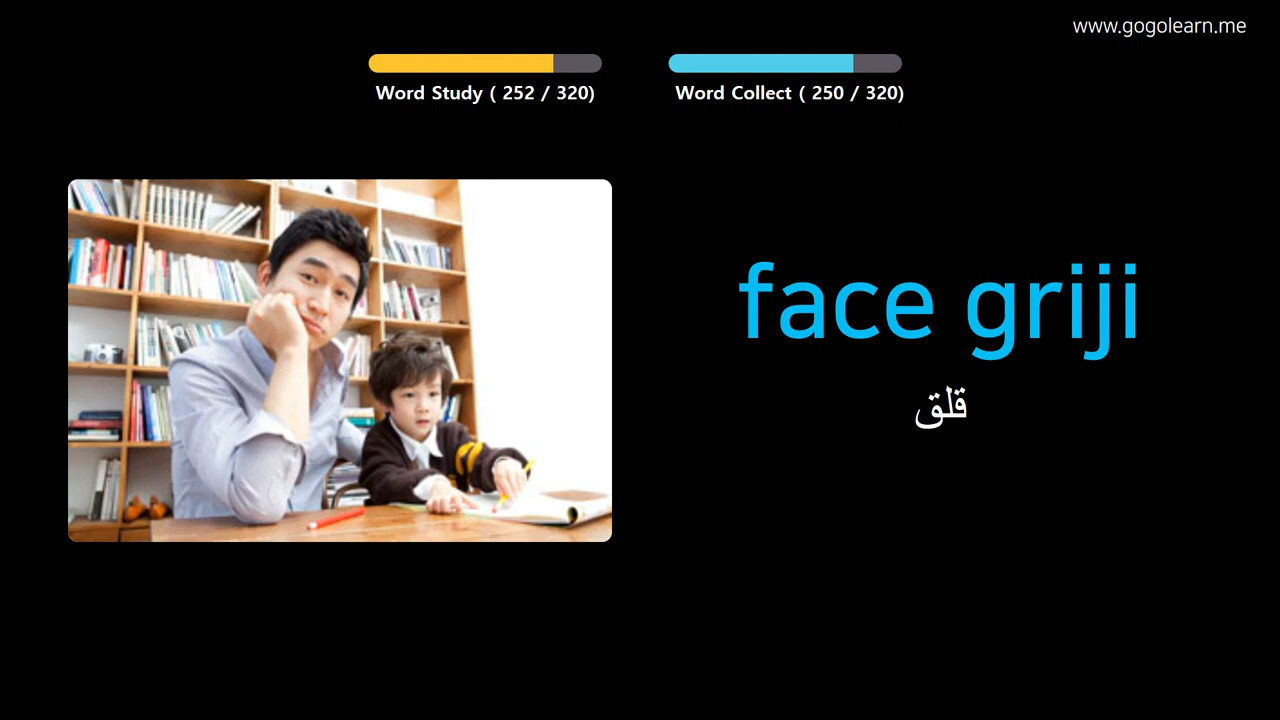 www.gogolearn.me
Word Study ( 252 / 320)
Word Collect ( 250 / 320)
face griji
قلق